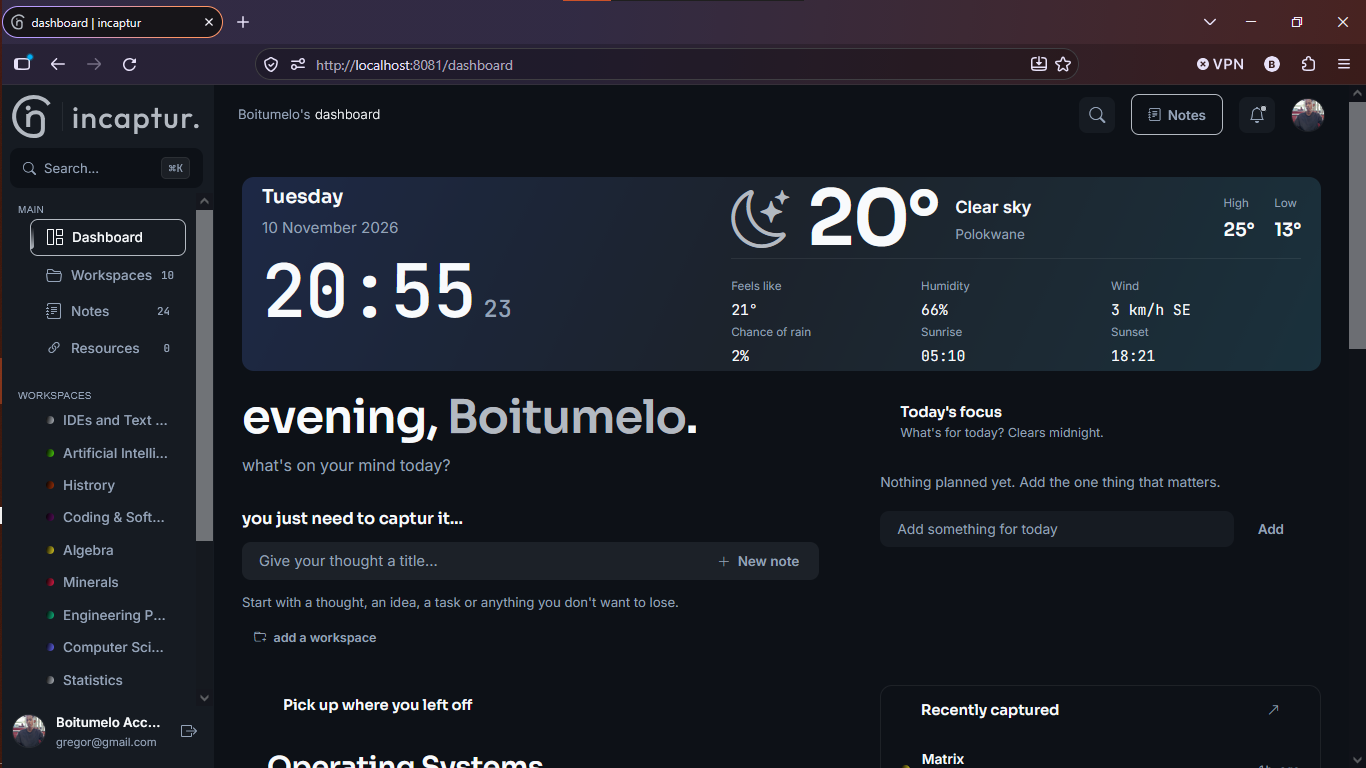 dashboard | incaptur
http://localhost:8081/dashboard
VPN
B
incaptur.
Search...
⌘K
MAIN
Dashboard
Workspaces 10
Notes 24
Resources 0
WORKSPACES
IDEs and Text ...
Artificial Intelli...
Histrory
Coding & Soft...
Algebra
Minerals
Engineering P...
Computer Sci...
Statistics
Boitumelo Acc...
gregor@gmail.com
Boitumelo's dashboard
Notes
Tuesday
10 November 2026
20:55 23
20°
Clear sky
Polokwane
High Low
25° 13°
Feels like Humidity Wind
21° 66% 3 km/h SE
Chance of rain Sunrise Sunset
2% 05:10 18:21
evening, Boitumelo.
what's on your mind today?
you just need to captur it...
Give your thought a title...
+ New note
Start with a thought, an idea, a task or anything you don't want to lose.
add a workspace
Today's focus
What's for today? Clears midnight.
Nothing planned yet. Add the one thing that matters.
Add something for today
Add
Pick up where you left off
Operating Systems
Recently captured
Matrix